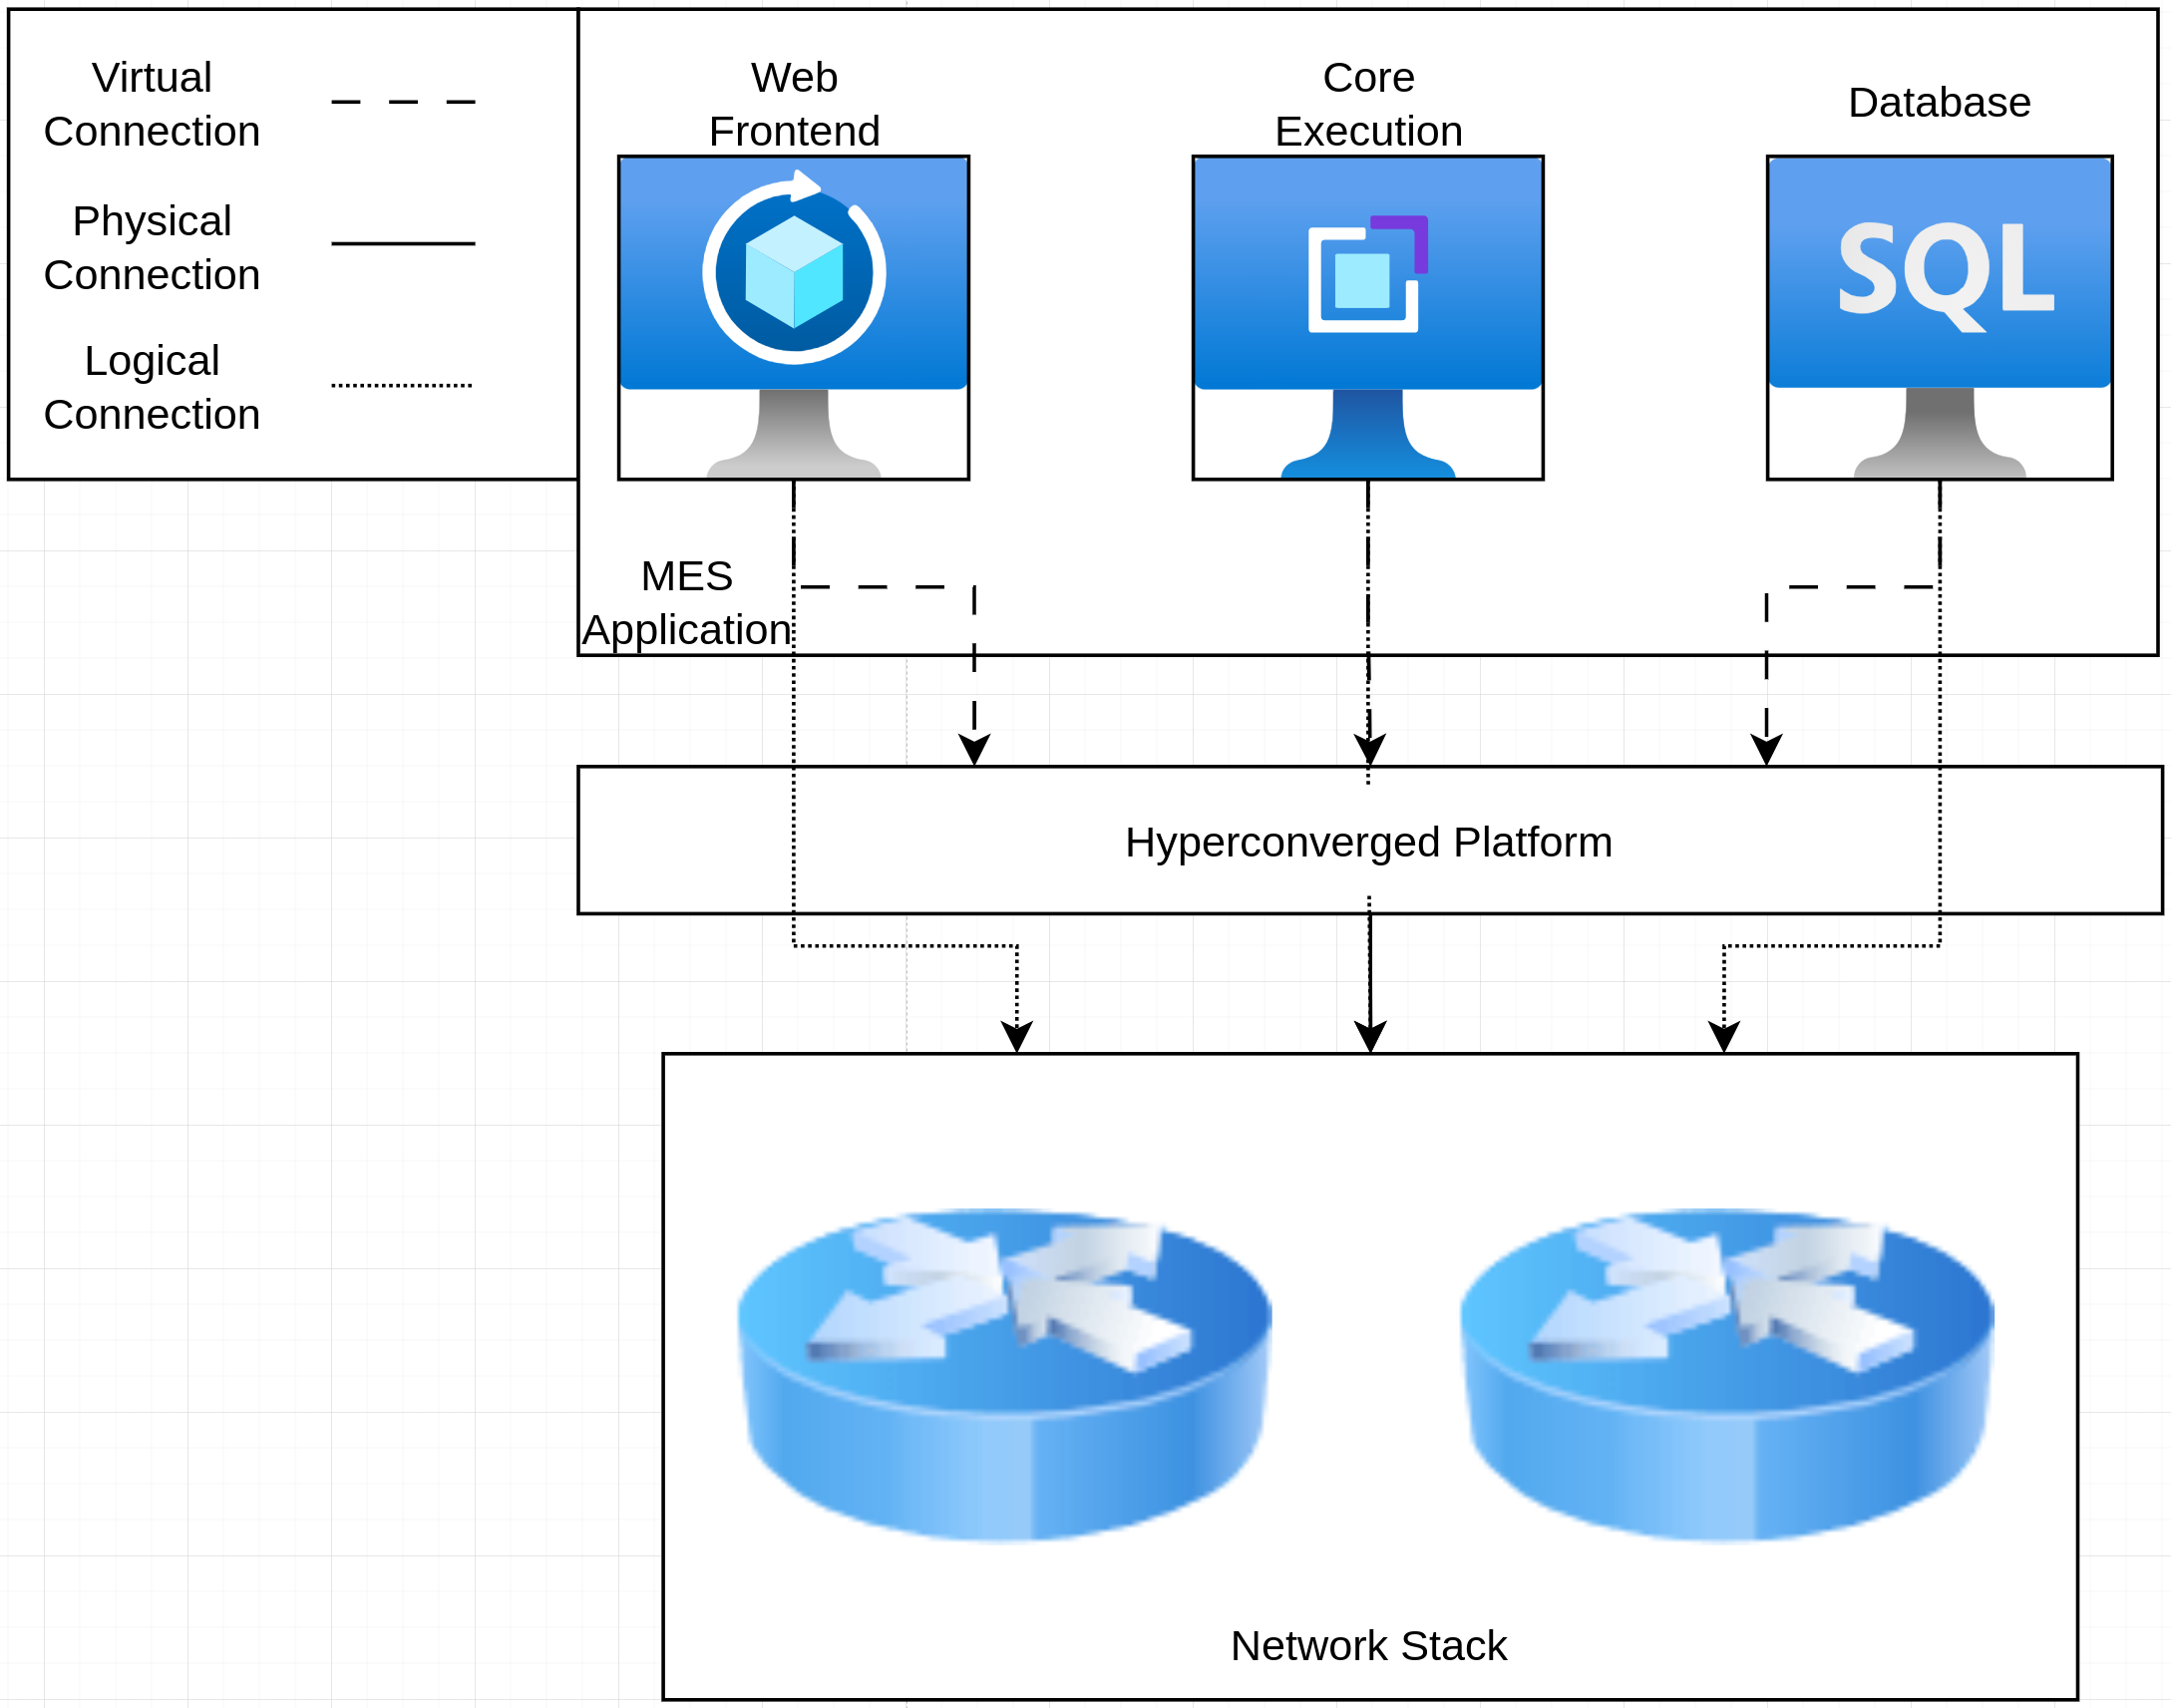 Virtual
Connection
Physical
Connection
Logical
Connection
Web
Frontend
Core
Execution
Database
SQL
MES
Application
Hyperconverged Platform
Network Stack